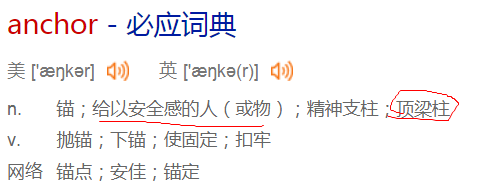 anchor - 必应词典
美 ['æŋkər] 英 ['æŋkə(r)]
n. 锚；给以安全感的人（或物）；精神支柱；顶梁柱
v. 抛锚；下锚；使固定；扣牢
网络 锚点；安佳；锚定